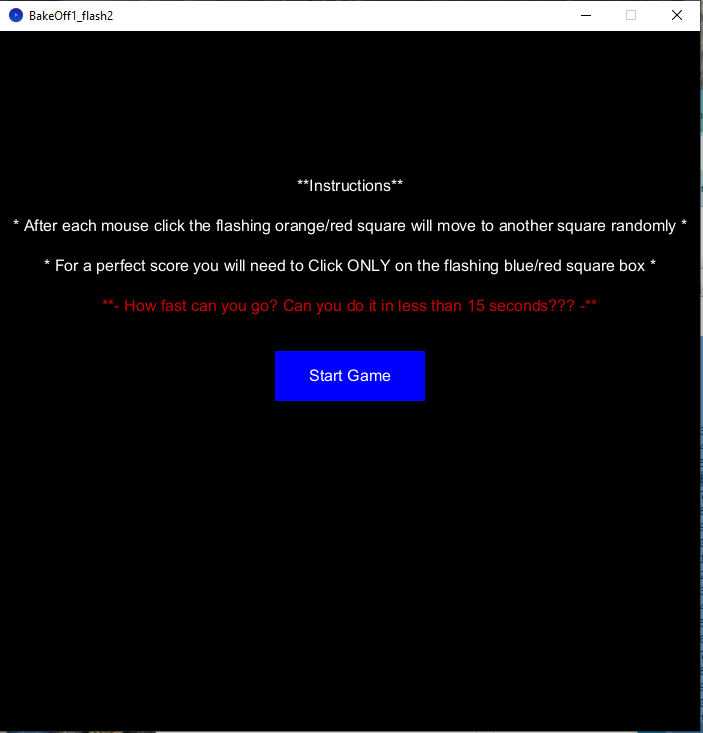 BakeOff1_flash2
**Instructions**
* After each mouse click the flashing orange/red square will move to another square randomly *
* For a perfect score you will need to Click ONLY on the flashing blue/red square box *
**- How fast can you go? Can you do it in less than 15 seconds??? -**
Start Game